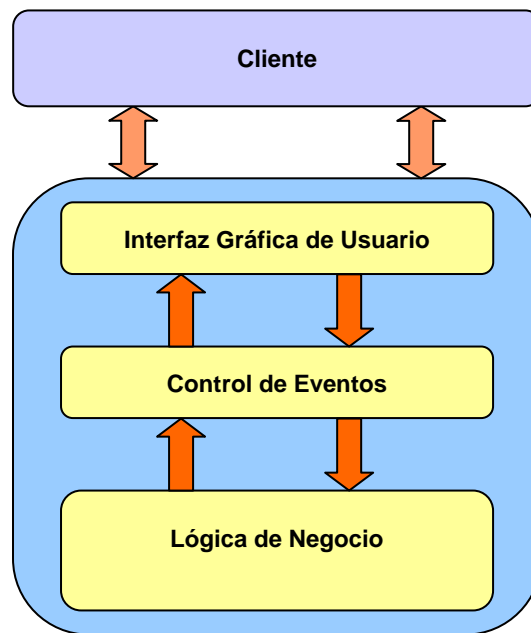 Cliente
Interfaz Gráfica de Usuario
Control de Eventos
Lógica de Negocio